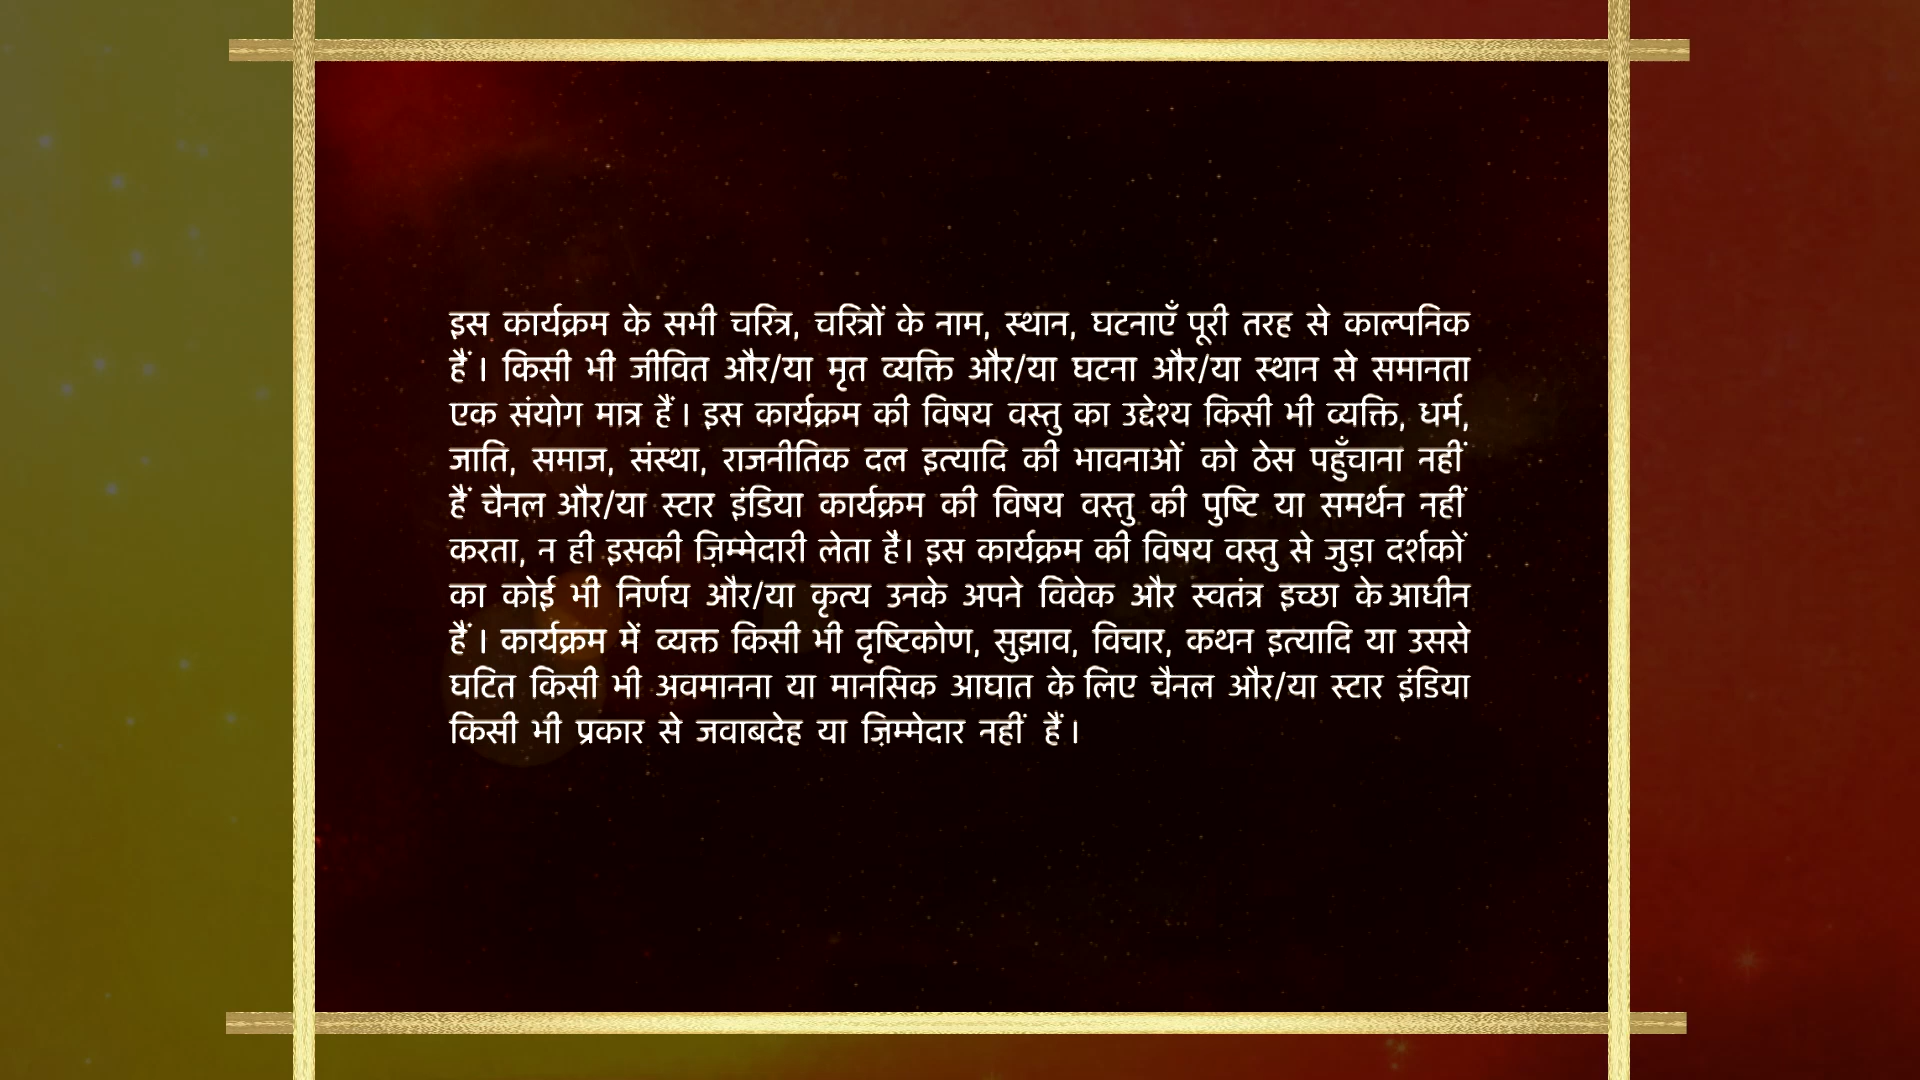 इस कार्यक्रम के सभी चरित्र, चरित्रों के नाम, स्थान, घटनाएँ पूरी तरह से काल्पनिक
हैं । किसी भी जीवित और/या मृत व्यक्ति और/या घटना और/या स्थान से समानता
एक संयोग मात्र हैं । इस कार्यक्रम की विषय वस्तु का उद्देश्य किसी भी व्यक्ति, धर्म,
जाति, समाज, संस्था, राजनीतिक दल इत्यादि की भावनाओं को ठेस पहुँचाना नहीं
हैं चैनल और/या स्टार इंडिया कार्यक्रम की विषय वस्तु की पुष्टि या समर्थन नहीं
करता, न ही इसकी ज़िम्मेदारी लेता है। इस कार्यक्रम की विषय वस्तु से जुड़ा दर्शकों
का कोई भी निर्णय और/या कृत्य उनके अपने विवेक और स्वतंत्र इच्छा के आधीन
हैं । कार्यक्रम में व्यक्त किसी भी दृष्टिकोण, सुझाव, विचार, कथन इत्यादि या उससे
घटित किसी भी अवमानना या मानसिक आघात के लिए चैनल और/या स्टार इंडिया
किसी भी प्रकार से जवाबदेह या ज़िम्मेदार नहीं हैं ।